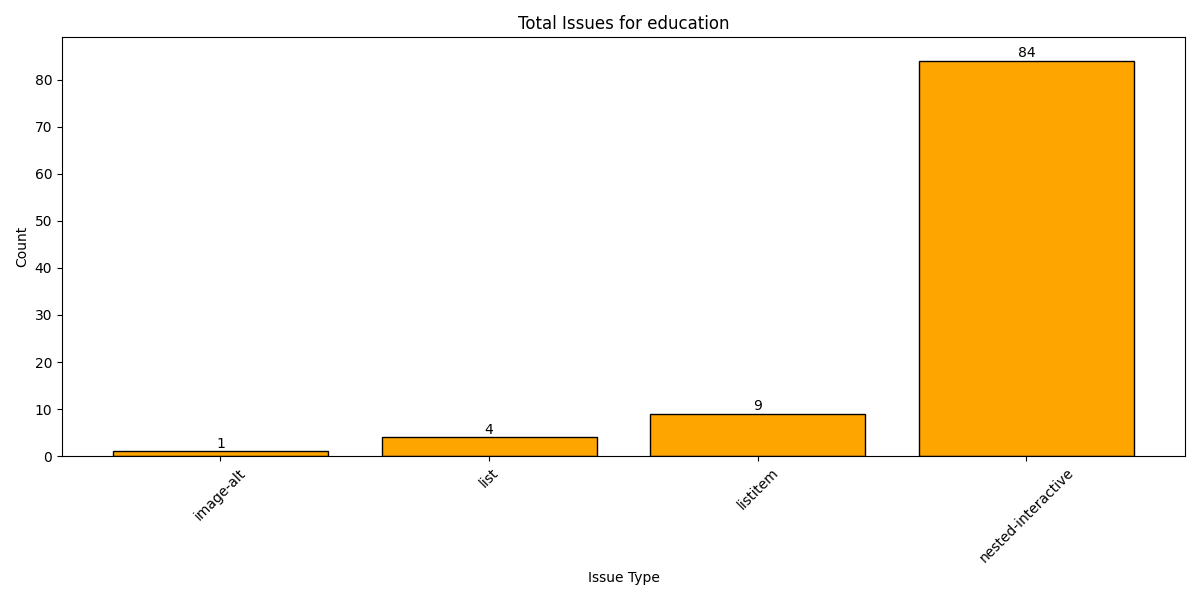 Total Issues for education
84
80
70
60
50
40
30
20
10
0
Count
1
4
9
image-alt
list
listitem
nested-interactive
Issue Type